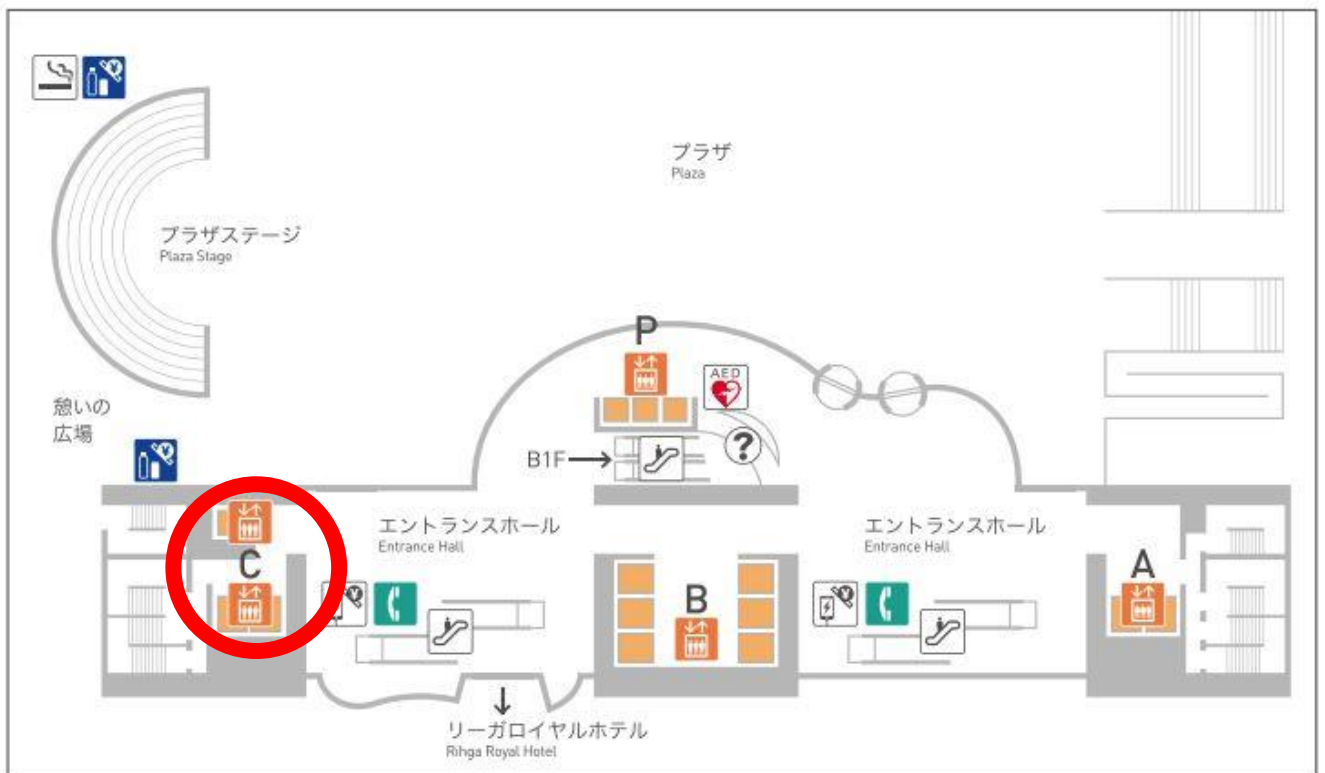 プラザ
Plaza
プラザステージ
Plaza Stage
P
AED
憩いの
広場
?
B1F
エントランスホール
Entrance Hall
エントランスホール
Entrance Hall
C
B
A
リーガロイヤルホテル
Rihga Royal Hotel